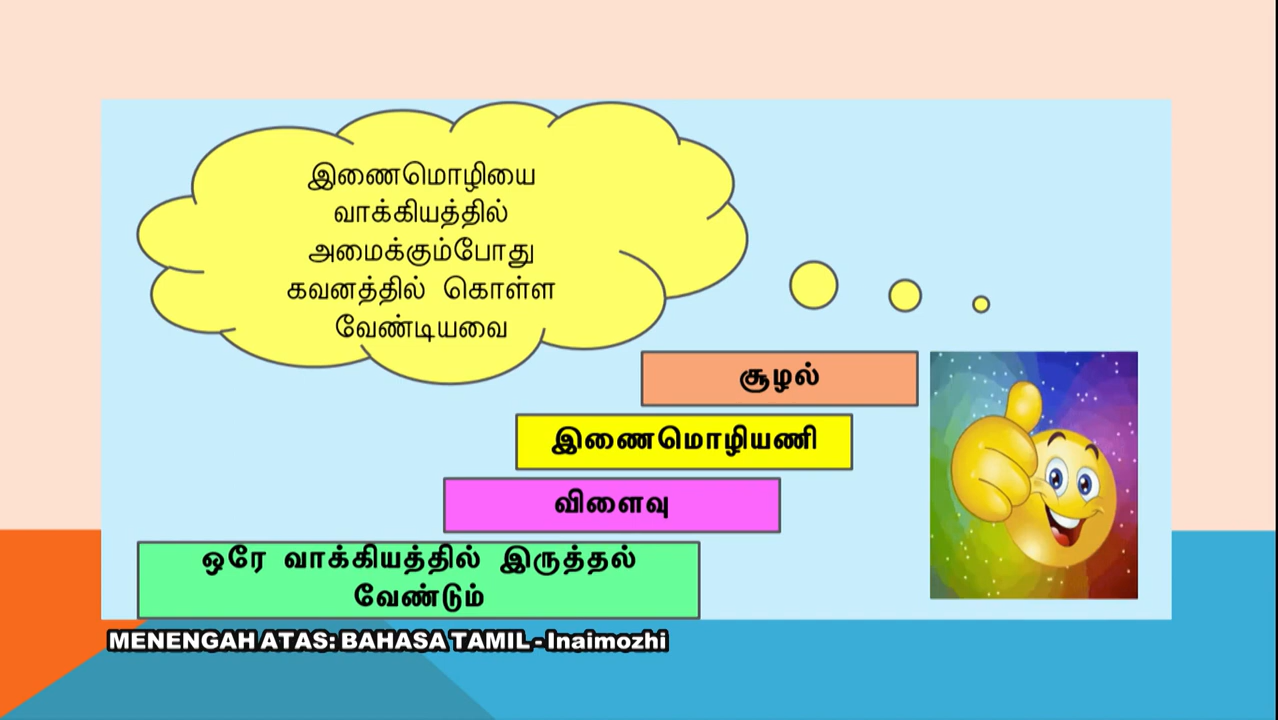 இணைமொழியை
வாக்கியத்தில்
அமைக்கும்போது
கவனத்தில் கொள்ள
வேண்டியவை
சூழல்
இணைமொழியணி
விளைவு
ஒரே வாக்கியத்தில் இருத்தல்
வேண்டும்
MENENGAH ATAS: BAHASA TAMIL - Inaimozhi